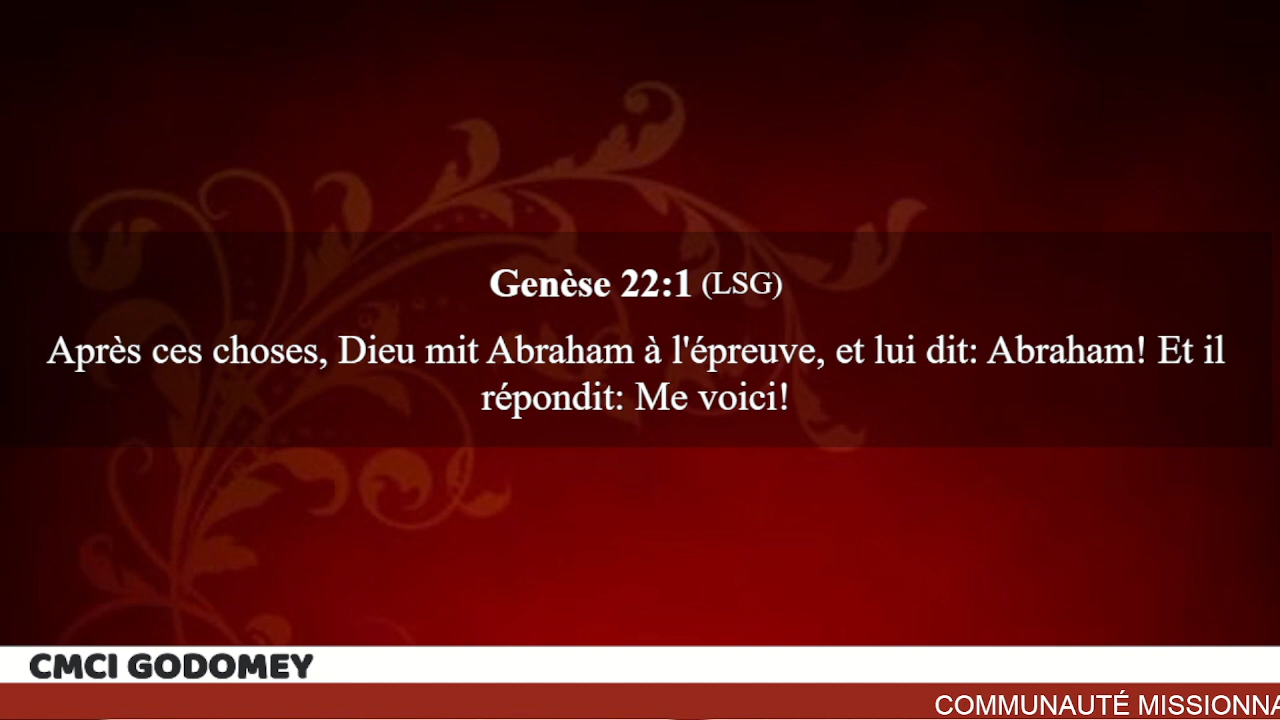 Genèse 22:1 (LSG)
Après ces choses, Dieu mit Abraham à l'épreuve, et lui dit: Abraham! Et il
répondit: Me voici!
CMCI GODOMEY
COMMUNAUTÉ